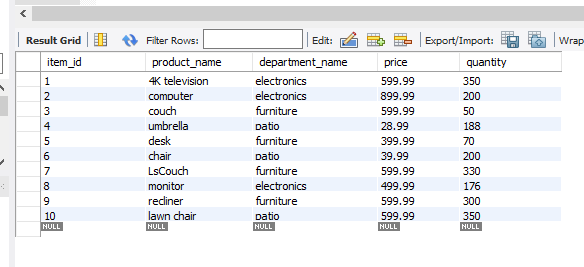 Result Grid Filter Rows: Edit: Export/Import: Wrap
item_id product_name department_name price quantity
1 4K television electronics 599.99 350
2 computer electronics 899.99 200
3 couch furniture 599.99 50
4 umbrella patio 28.99 188
5 desk furniture 399.99 70
6 chair patio 39.99 200
7 LsCouch furniture 599.99 330
8 monitor electronics 499.99 176
9 recliner furniture 599.99 300
10 lawn chair patio 599.99 350
NULL NULL NULL NULL NULL